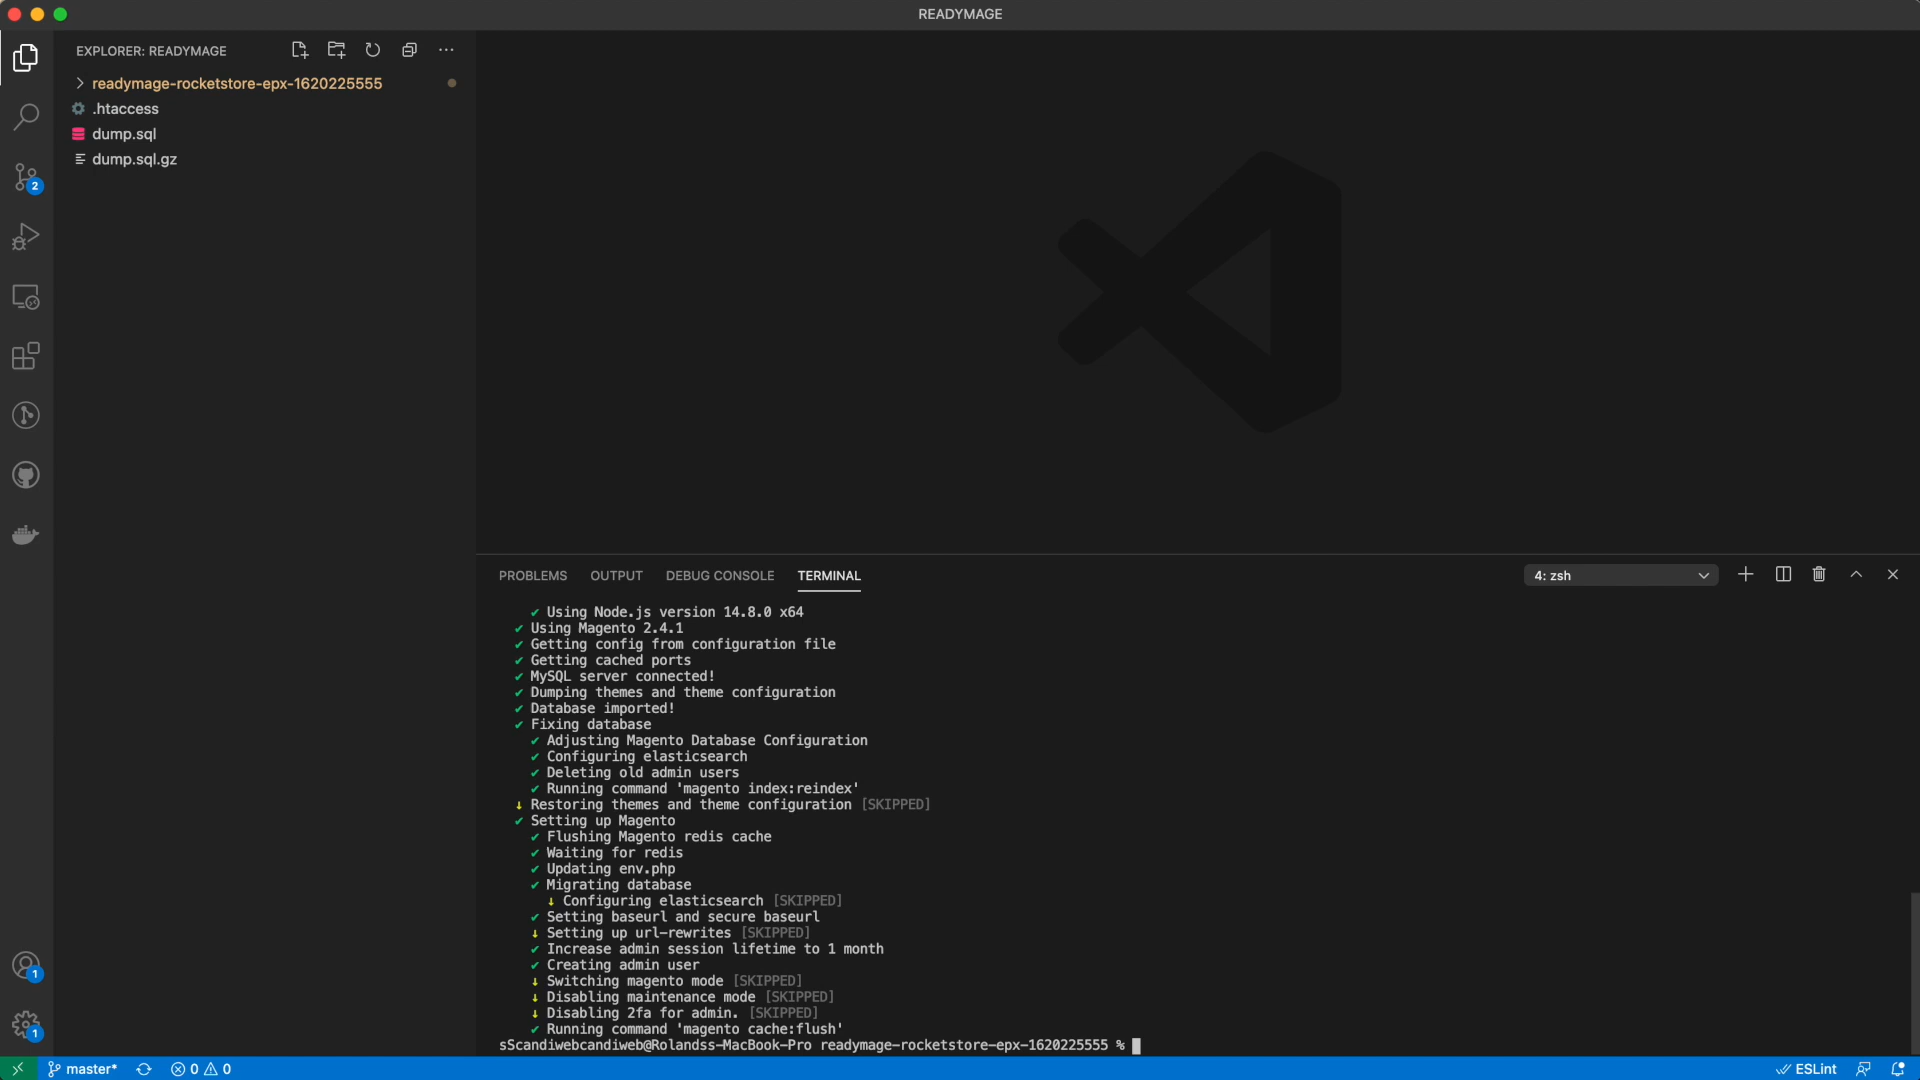 READYMAGE
EXPLORER: READYMAGE
readymage-rocketstore-epx-1620225555
.htaccess
dump.sql
dump.sql.gz
2
1
1
PROBLEMS OUTPUT DEBUG CONSOLE TERMINAL
4: zsh
✔ Using Node.js version 14.8.0 x64
✔ Using Magento 2.4.1
✔ Getting config from configuration file
✔ Getting cached ports
✔ MySQL server connected!
✔ Dumping themes and theme configuration
✔ Database imported!
✔ Fixing database
✔ Adjusting Magento Database Configuration
✔ Configuring elasticsearch
✔ Deleting old admin users
✔ Running command 'magento index:reindex'
↓ Restoring themes and theme configuration [SKIPPED]
✔ Setting up Magento
✔ Flushing Magento redis cache
✔ Waiting for redis
✔ Updating env.php
✔ Migrating database
↓ Configuring elasticsearch [SKIPPED]
✔ Setting baseurl and secure baseurl
↓ Setting up url-rewrites [SKIPPED]
✔ Increase admin session lifetime to 1 month
✔ Creating admin user
↓ Switching magento mode [SKIPPED]
↓ Disabling maintenance mode [SKIPPED]
↓ Disabling 2fa for admin. [SKIPPED]
✔ Running command 'magento cache:flush'
sScandiwebcandiweb@Rolandss-MacBook-Pro readymage-rocketstore-epx-1620225555 %
master* 0 0
ESLint